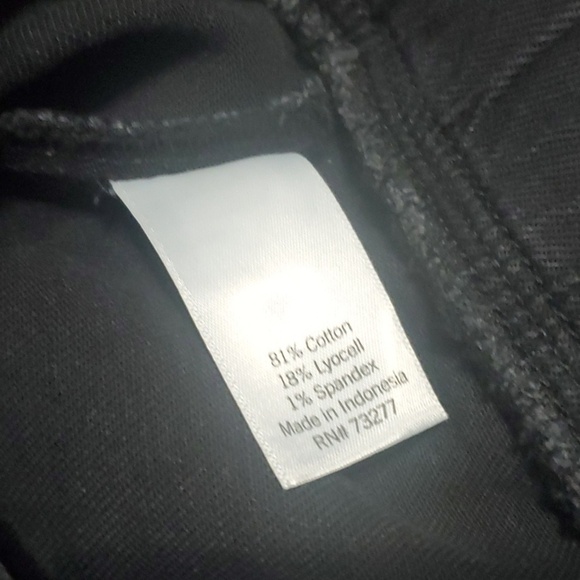 81% Cotton
18% Lyocell
1% Spandex
Made in Indonesia
RN# 73277